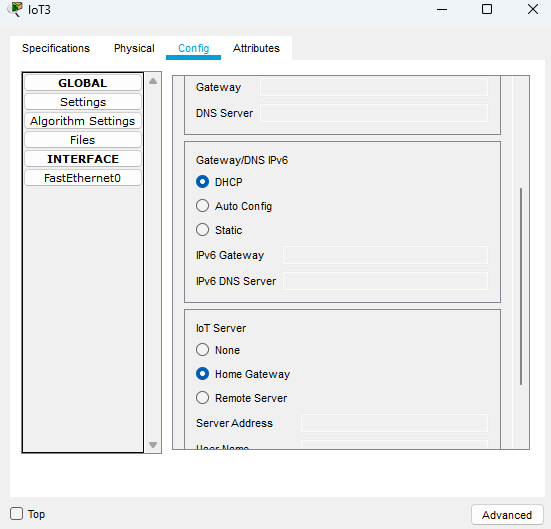 IoT3
Specifications Physical Config Attributes
GLOBAL
Settings
Algorithm Settings
Files
INTERFACE
FastEthernet0
Gateway
DNS Server
Gateway/DNS IPv6
DHCP
Auto Config
Static
IPv6 Gateway
IPv6 DNS Server
IoT Server
None
Home Gateway
Remote Server
Server Address
User Name
Top
Advanced